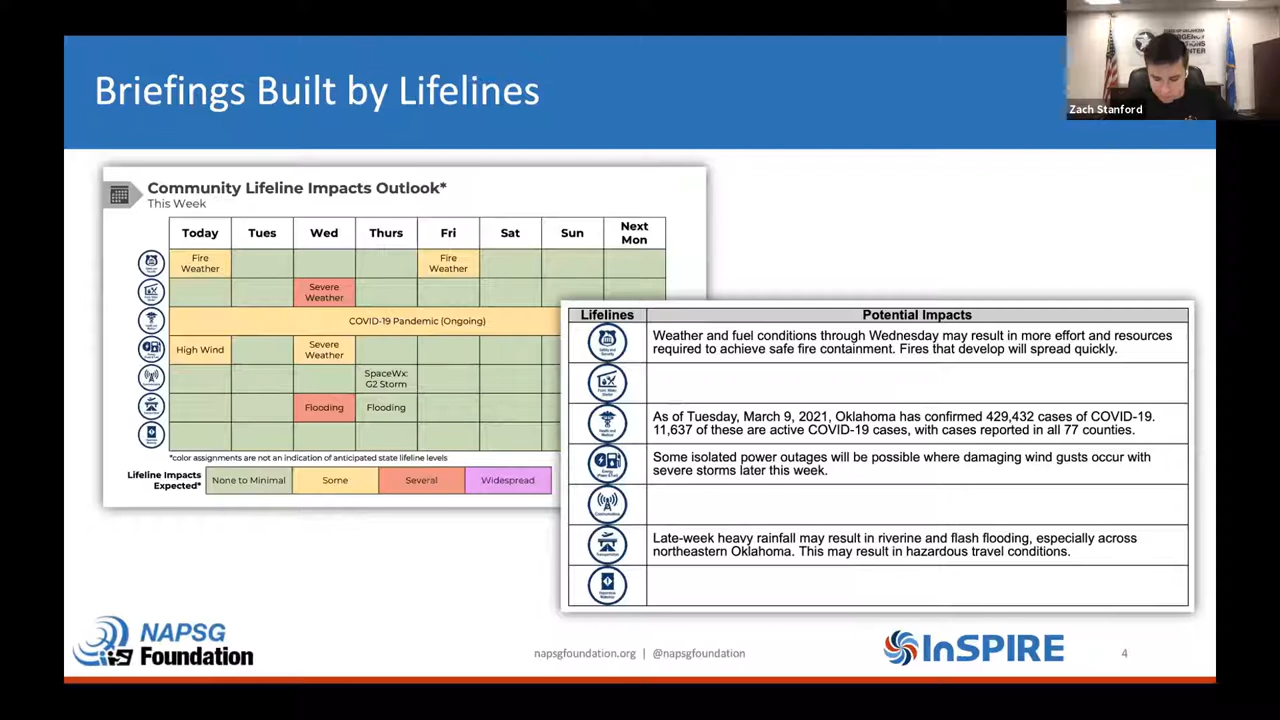 Briefings Built by Lifelines
Zach Stanford
Community Lifeline Impacts Outlook*
This Week
Today Tues Wed Thurs Fri Sat Sun Next Mon
Fire Weather
Fire Weather
Severe Weather
COVID-19 Pandemic (Ongoing)
High Wind
Severe Weather
SpaceWx: G2 Storm
Flooding
Flooding
*color assignments are not an indication of anticipated state lifeline levels
Lifeline Impacts Expected*
None to Minimal
Some
Several
Widespread
Lifelines
Potential Impacts
Weather and fuel conditions through Wednesday may result in more effort and resources
required to achieve safe fire containment. Fires that develop will spread quickly.
As of Tuesday, March 9, 2021, Oklahoma has confirmed 429,432 cases of COVID-19.
11,637 of these are active COVID-19 cases, with cases reported in all 77 counties.
Some isolated power outages will be possible where damaging wind gusts occur with
severe storms later this week.
Late-week heavy rainfall may result in riverine and flash flooding, especially across
northeastern Oklahoma. This may result in hazardous travel conditions.
NAPSG
Foundation
napsgfoundation.org | @napsgfoundation
InSPIRE
4